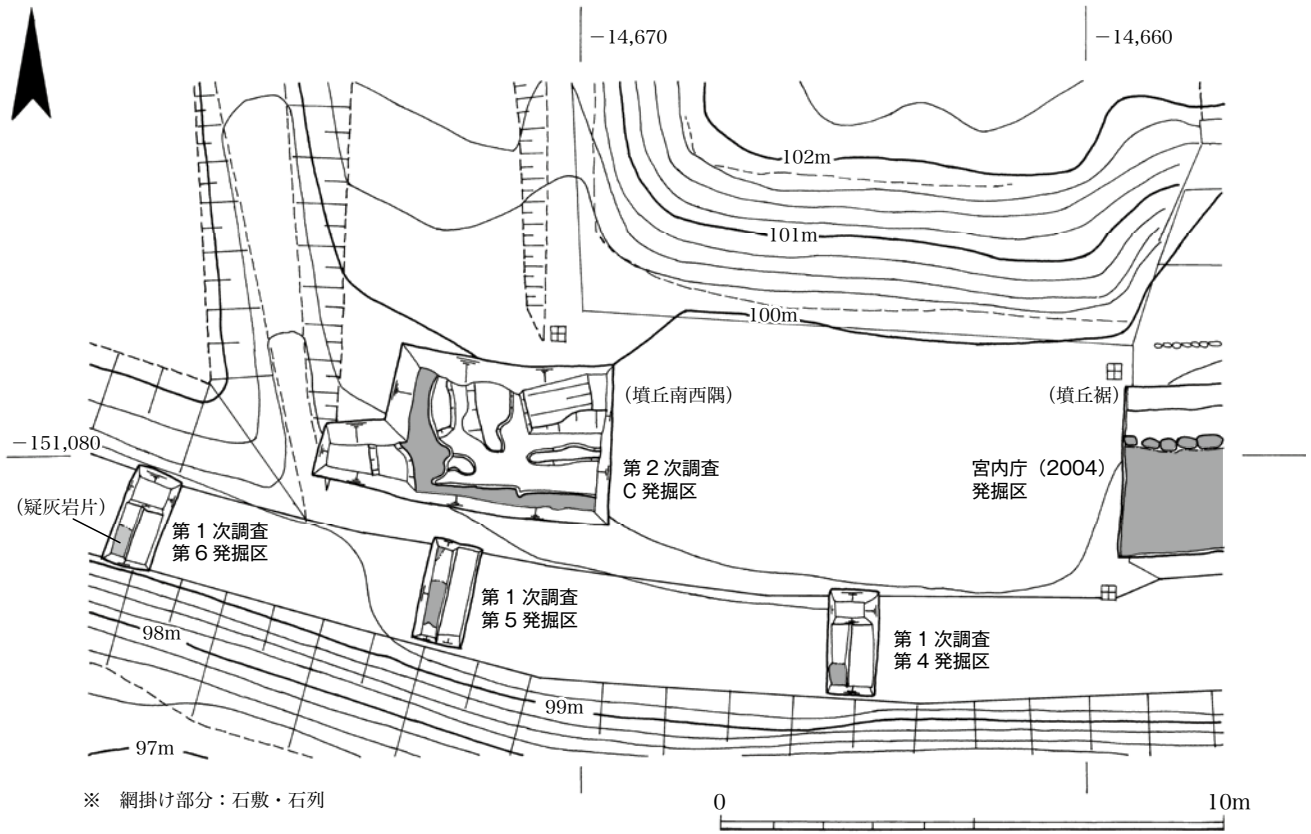 −14,670
−14,660
102m
101m
100m
(墳丘南西隅)
(墳丘裾)
−151,080
第2次調査
C発掘区
宮内庁（2004）
発掘区
(疑灰岩片)
第1次調査
第6発掘区
第1次調査
第5発掘区
第1次調査
第4発掘区
98m
99m
97m
※　網掛け部分：石敷・石列
0
10m